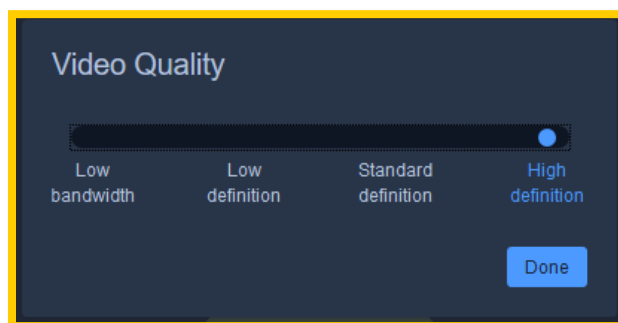 Video Quality
Low Low Standard High
bandwidth definition definition definition
Done